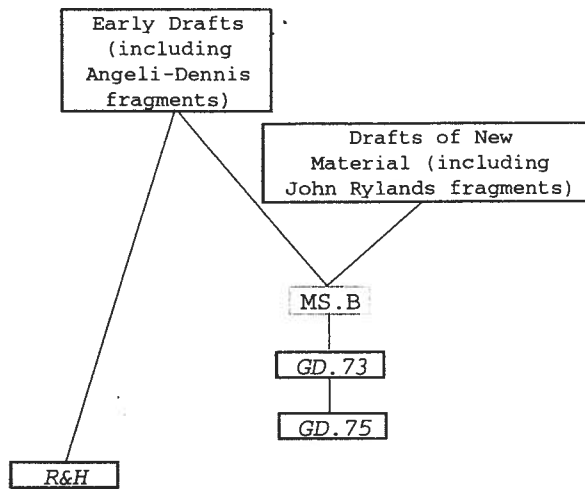 Early Drafts
(including
Angeli-Dennis
fragments)
Drafts of New
Material (including
John Rylands fragments)
MS.B
GD.73
GD.75
R&H